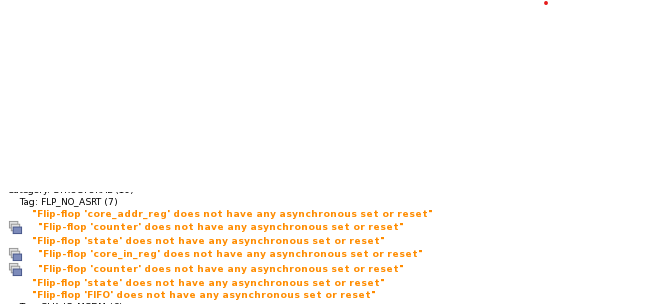 Tag: FLP_NO_ASRT (7)
"Flip-flop 'core_addr_reg' does not have any asynchronous set or reset"
"Flip-flop 'counter' does not have any asynchronous set or reset"
"Flip-flop 'state' does not have any asynchronous set or reset"
"Flip-flop 'core_in_reg' does not have any asynchronous set or reset"
"Flip-flop 'counter' does not have any asynchronous set or reset"
"Flip-flop 'state' does not have any asynchronous set or reset"
"Flip-flop 'FIFO' does not have any asynchronous set or reset"